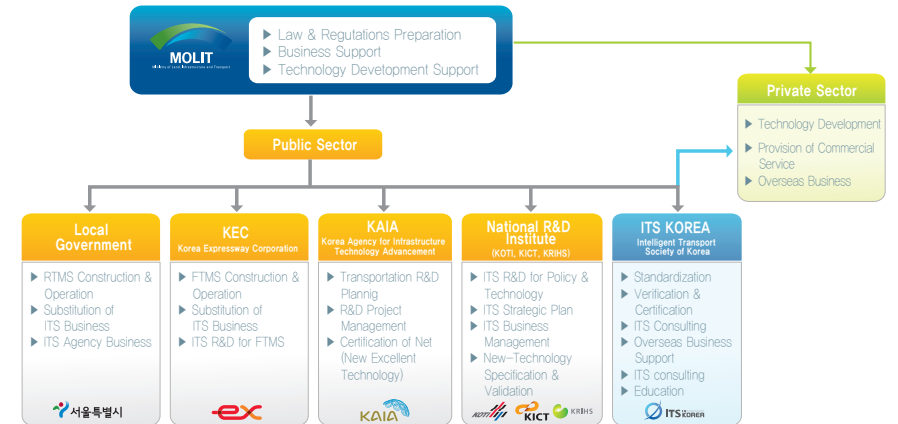 MOLIT
Ministry of Land, Infrastructure and Transport
▶ Law & Regutations Preparation
▶ Business Support
▶ Technology Development Support
Private Sector
▶ Technology Development
▶ Provision of Commercial
Service
▶ Overseas Business
Public Sector
Local
Government
▶ RTMS Construction &
Operation
▶ Substitution of
ITS Business
▶ ITS Agency Business
서울특별시
KEC
Korea Expressway Corporation
▶ FTMS Construction &
Operation
▶ Substitution of
ITS Business
▶ ITS R&D for FTMS
ex
KAIA
Korea Agency for Infrastructure
Technology Advancement
▶ Transportation R&D
Plannig
▶ R&D Project
Management
▶ Certification of Net
(New Excellent
Technology)
KAIA
National R&D
Institute
(KOTI, KICT, KRIHS)
▶ ITS R&D for Policy &
Technology
▶ ITS Strategic Plan
▶ ITS Business
Management
▶ New-Technology
Specification &
Validation
KOTI
KICT
KRIHS
ITS KOREA
Intelligent Transport
Society of Korea
▶ Standardization
▶ Verification &
Certification
▶ ITS Consulting
▶ Overseas Business
Support
▶ ITS consulting
▶ Education
ITS KOREA